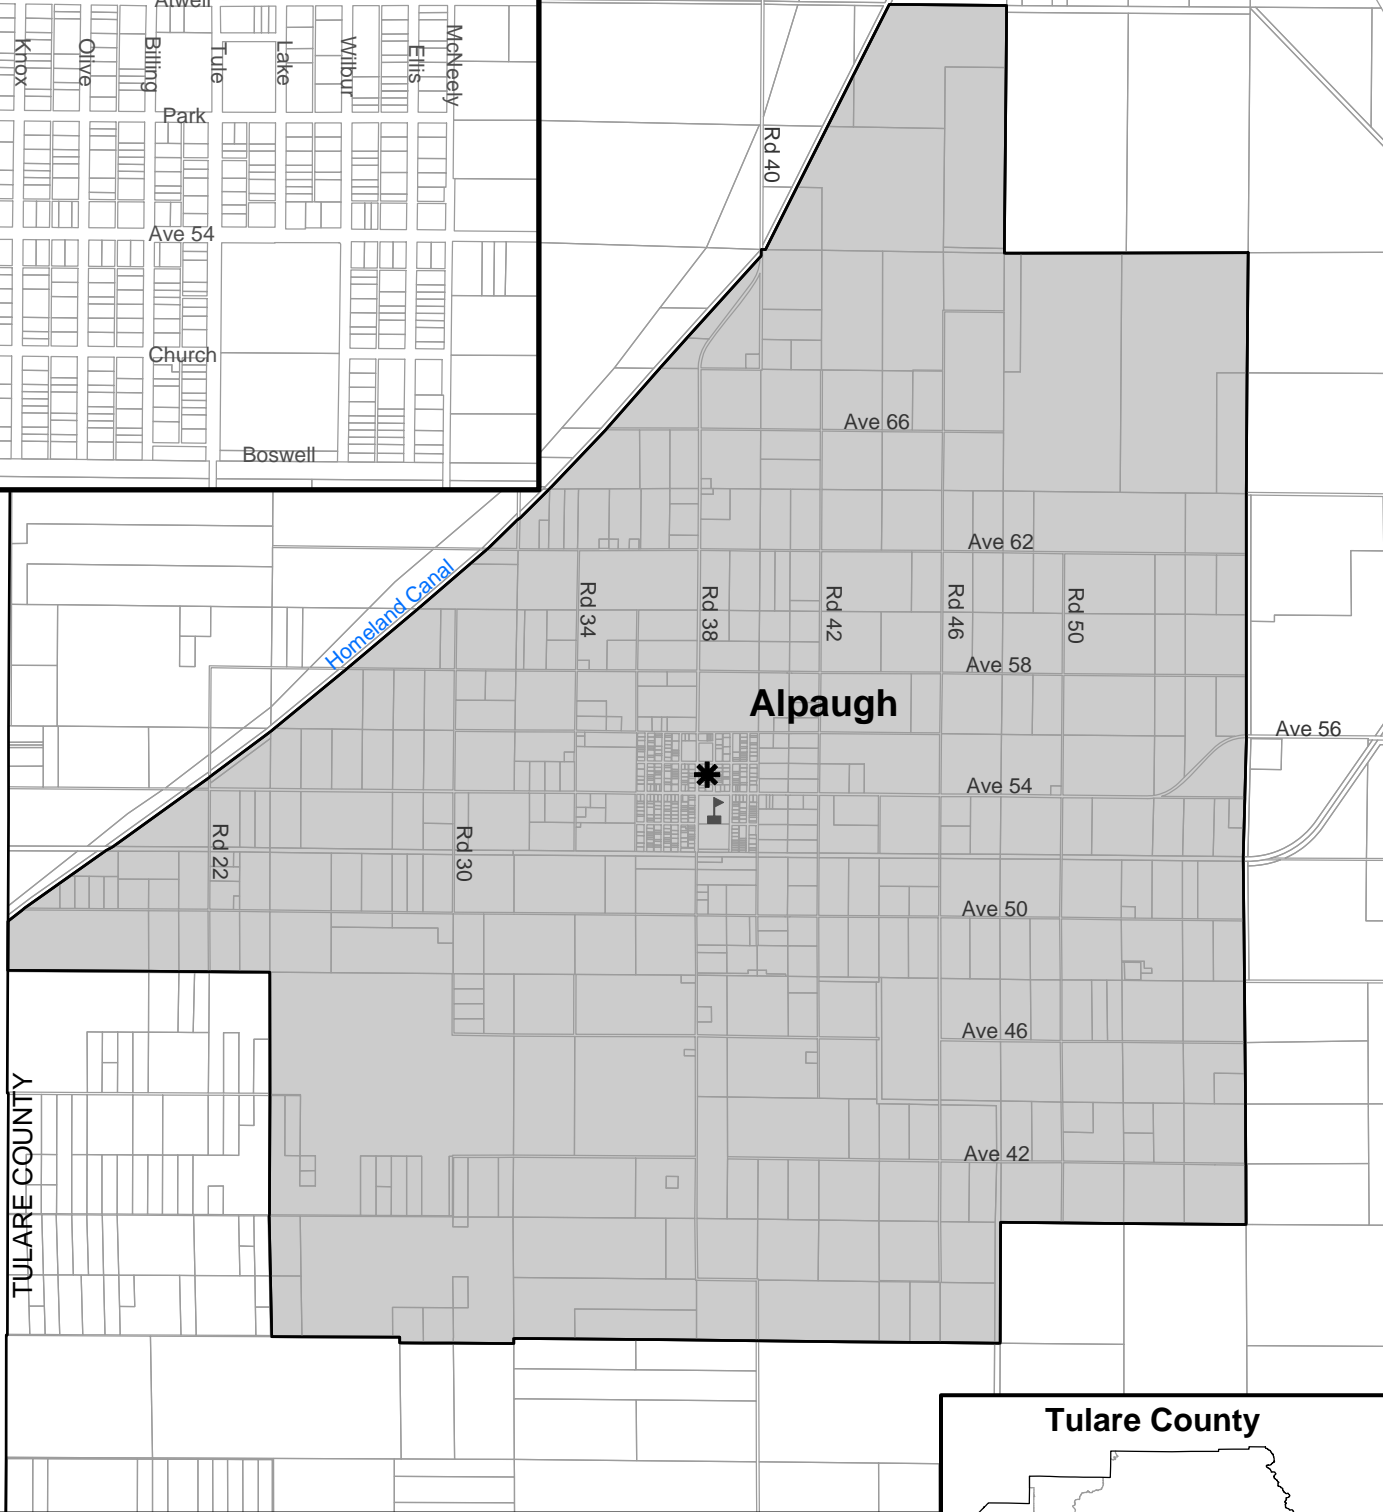 Atwell
Knox
Olive
Billing
Tule
Lake
Wilbur
Ellis
McNeely
Park
Ave 54
Church
Boswell
Rd 40
Ave 66
Ave 62
Homeland Canal
Rd 34
Rd 38
Rd 42
Rd 46
Rd 50
Ave 58
Alpaugh
Ave 56
Ave 54
Rd 22
Rd 30
Ave 50
Ave 46
TULARE COUNTY
Ave 42
Tulare County